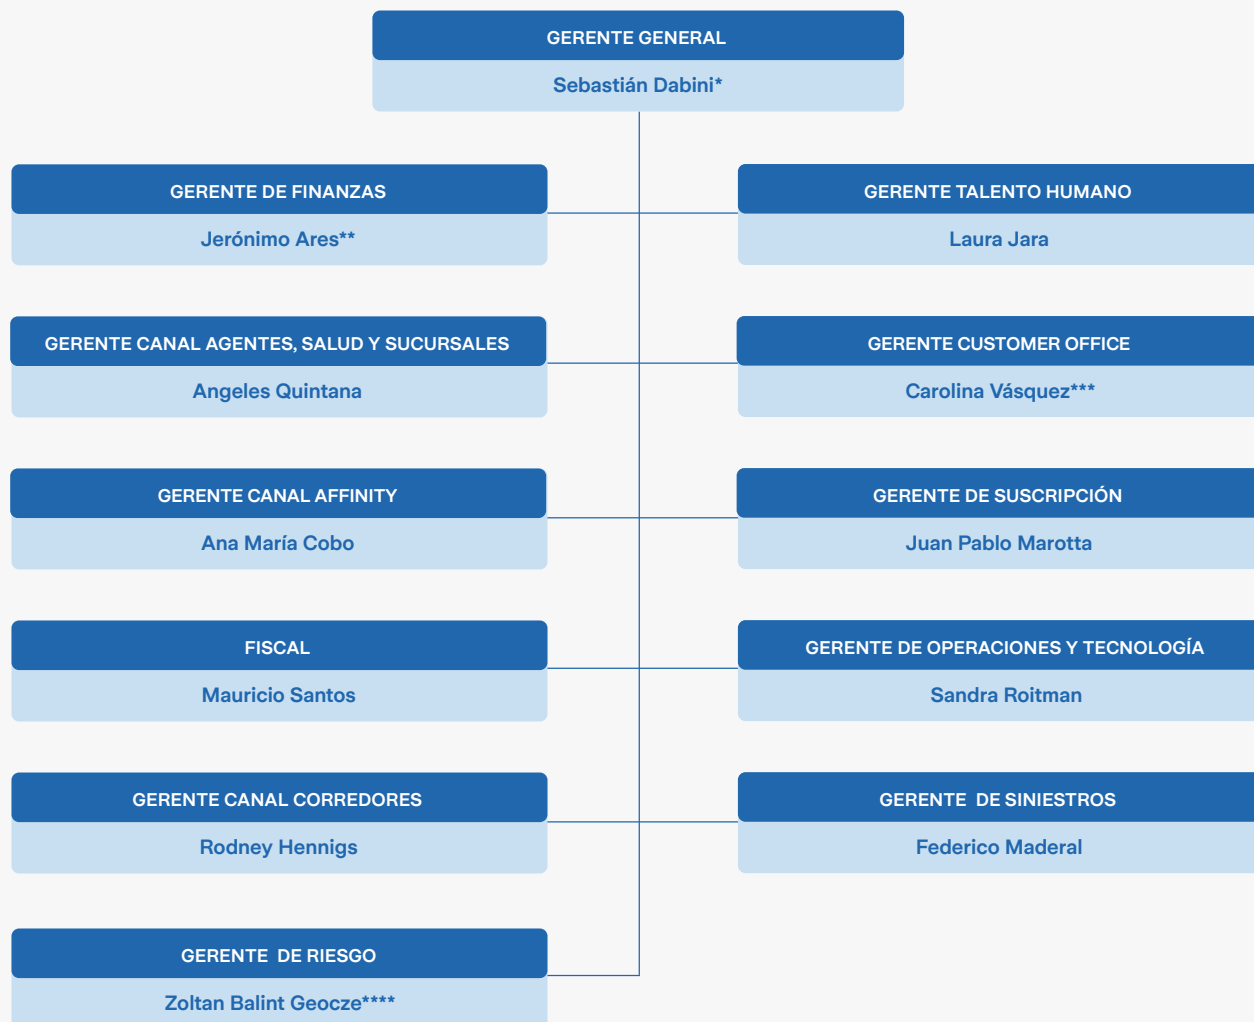 GERENTE GENERAL
Sebastián Dabini*
GERENTE DE FINANZAS
Jerónimo Ares**
GERENTE TALENTO HUMANO
Laura Jara
GERENTE CANAL AGENTES, SALUD Y SUCURSALES
Angeles Quintana
GERENTE CUSTOMER OFFICE
Carolina Vásquez***
GERENTE CANAL AFFINITY
Ana María Cobo
GERENTE DE SUSCRIPCIÓN
Juan Pablo Marotta
FISCAL
Mauricio Santos
GERENTE DE OPERACIONES Y TECNOLOGÍA
Sandra Roitman
GERENTE CANAL CORREDORES
Rodney Hennigs
GERENTE DE SINIESTROS
Federico Maderal
GERENTE DE RIESGO
Zoltan Balint Geocze****